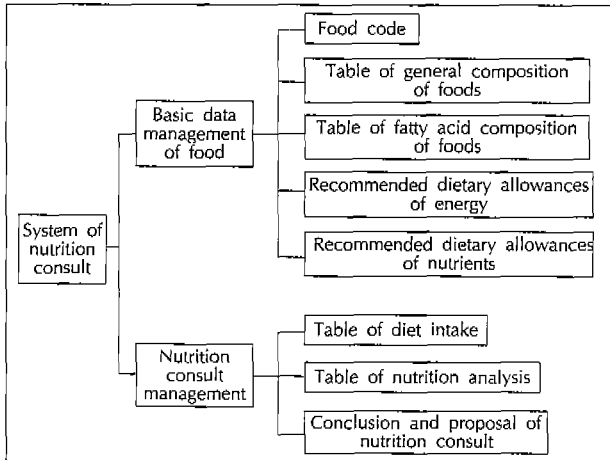 Food code
Table of general composition
of foods
Basic data
management
of food
Table of fatty acid composition
of foods
Recommended dietary allowances
of energy
System of
nutrition
consult
Recommended dietary allowances
of nutrients
Table of diet intake
Nutrition
consult
management
Table of nutrition analysis
Conclusion and proposal of
nutrition consult